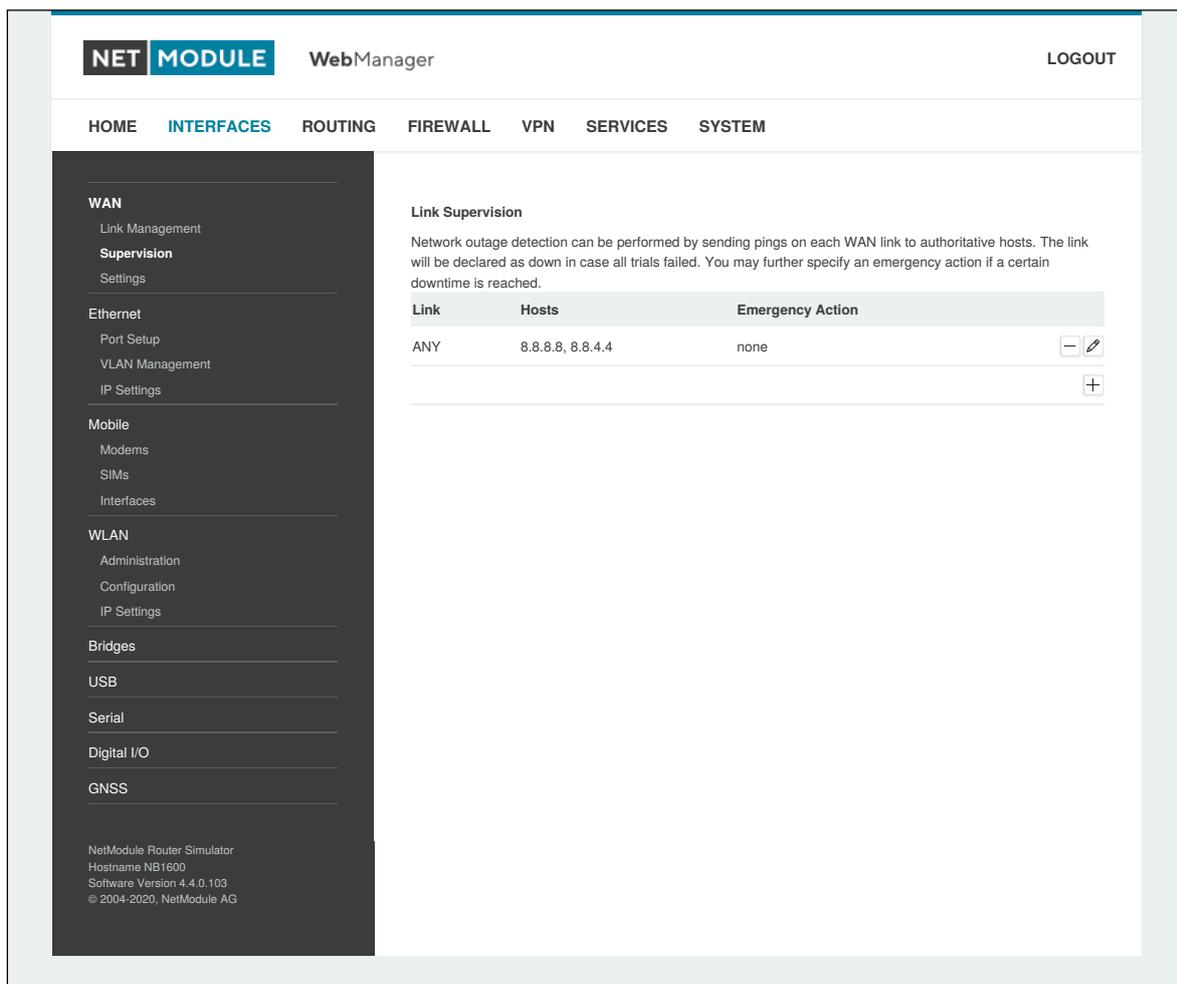 NET MODULE WebManager LOGOUT
HOME INTERFACES ROUTING FIREWALL VPN SERVICES SYSTEM
WAN
Link Management
Supervision
Settings
Ethernet
Port Setup
VLAN Management
IP Settings
Mobile
Modems
SIMs
Interfaces
WLAN
Administration
Configuration
IP Settings
Bridges
USB
Serial
Digital I/O
GNSS
NetModule Router Simulator
Hostname NB1600
Software Version 4.4.0.103
© 2004-2020, NetModule AG
Link Supervision
Network outage detection can be performed by sending pings on each WAN link to authoritative hosts. The link
will be declared as down in case all trials failed. You may further specify an emergency action if a certain
downtime is reached.
Link Hosts Emergency Action
ANY 8.8.8.8, 8.8.4.4 none